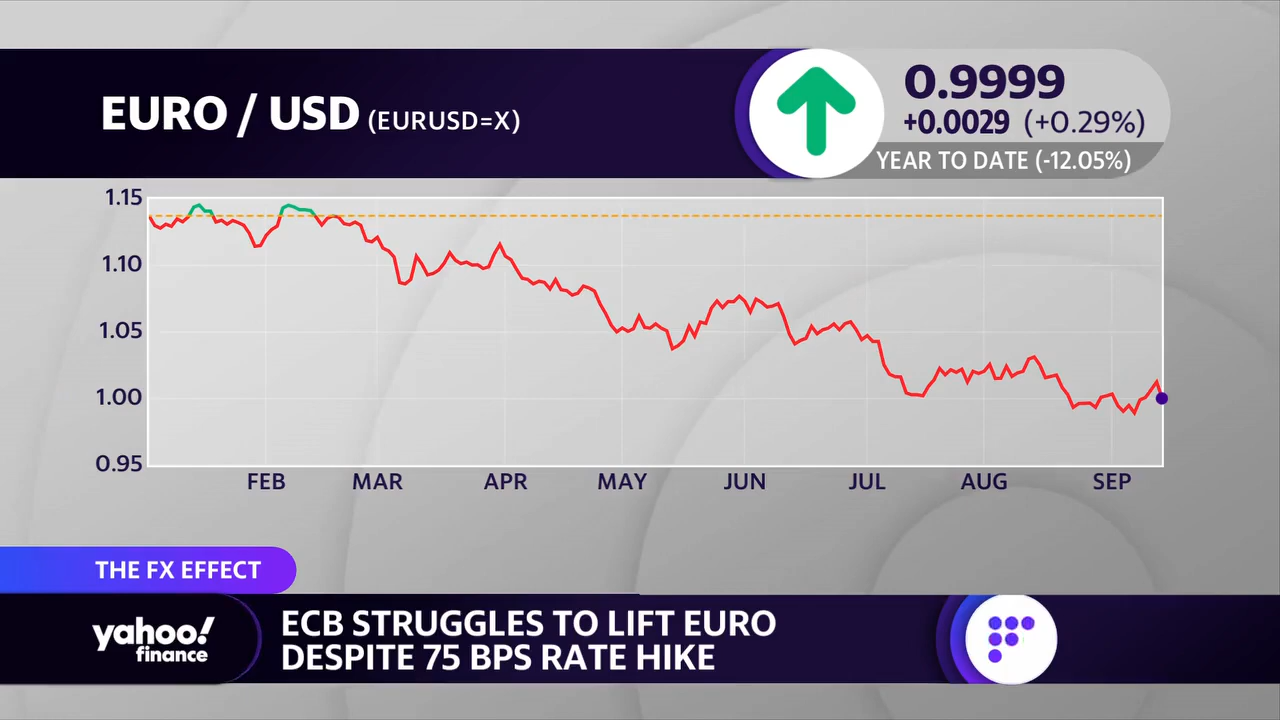 EURO / USD (EURUSD=X)
0.9999
+0.0029 (+0.29%)
YEAR TO DATE (-12.05%)
1.15
1.10
1.05
1.00
0.95
FEB MAR APR MAY JUN JUL AUG SEP
THE FX EFFECT
yahoo!
finance
ECB STRUGGLES TO LIFT EURO
DESPITE 75 BPS RATE HIKE